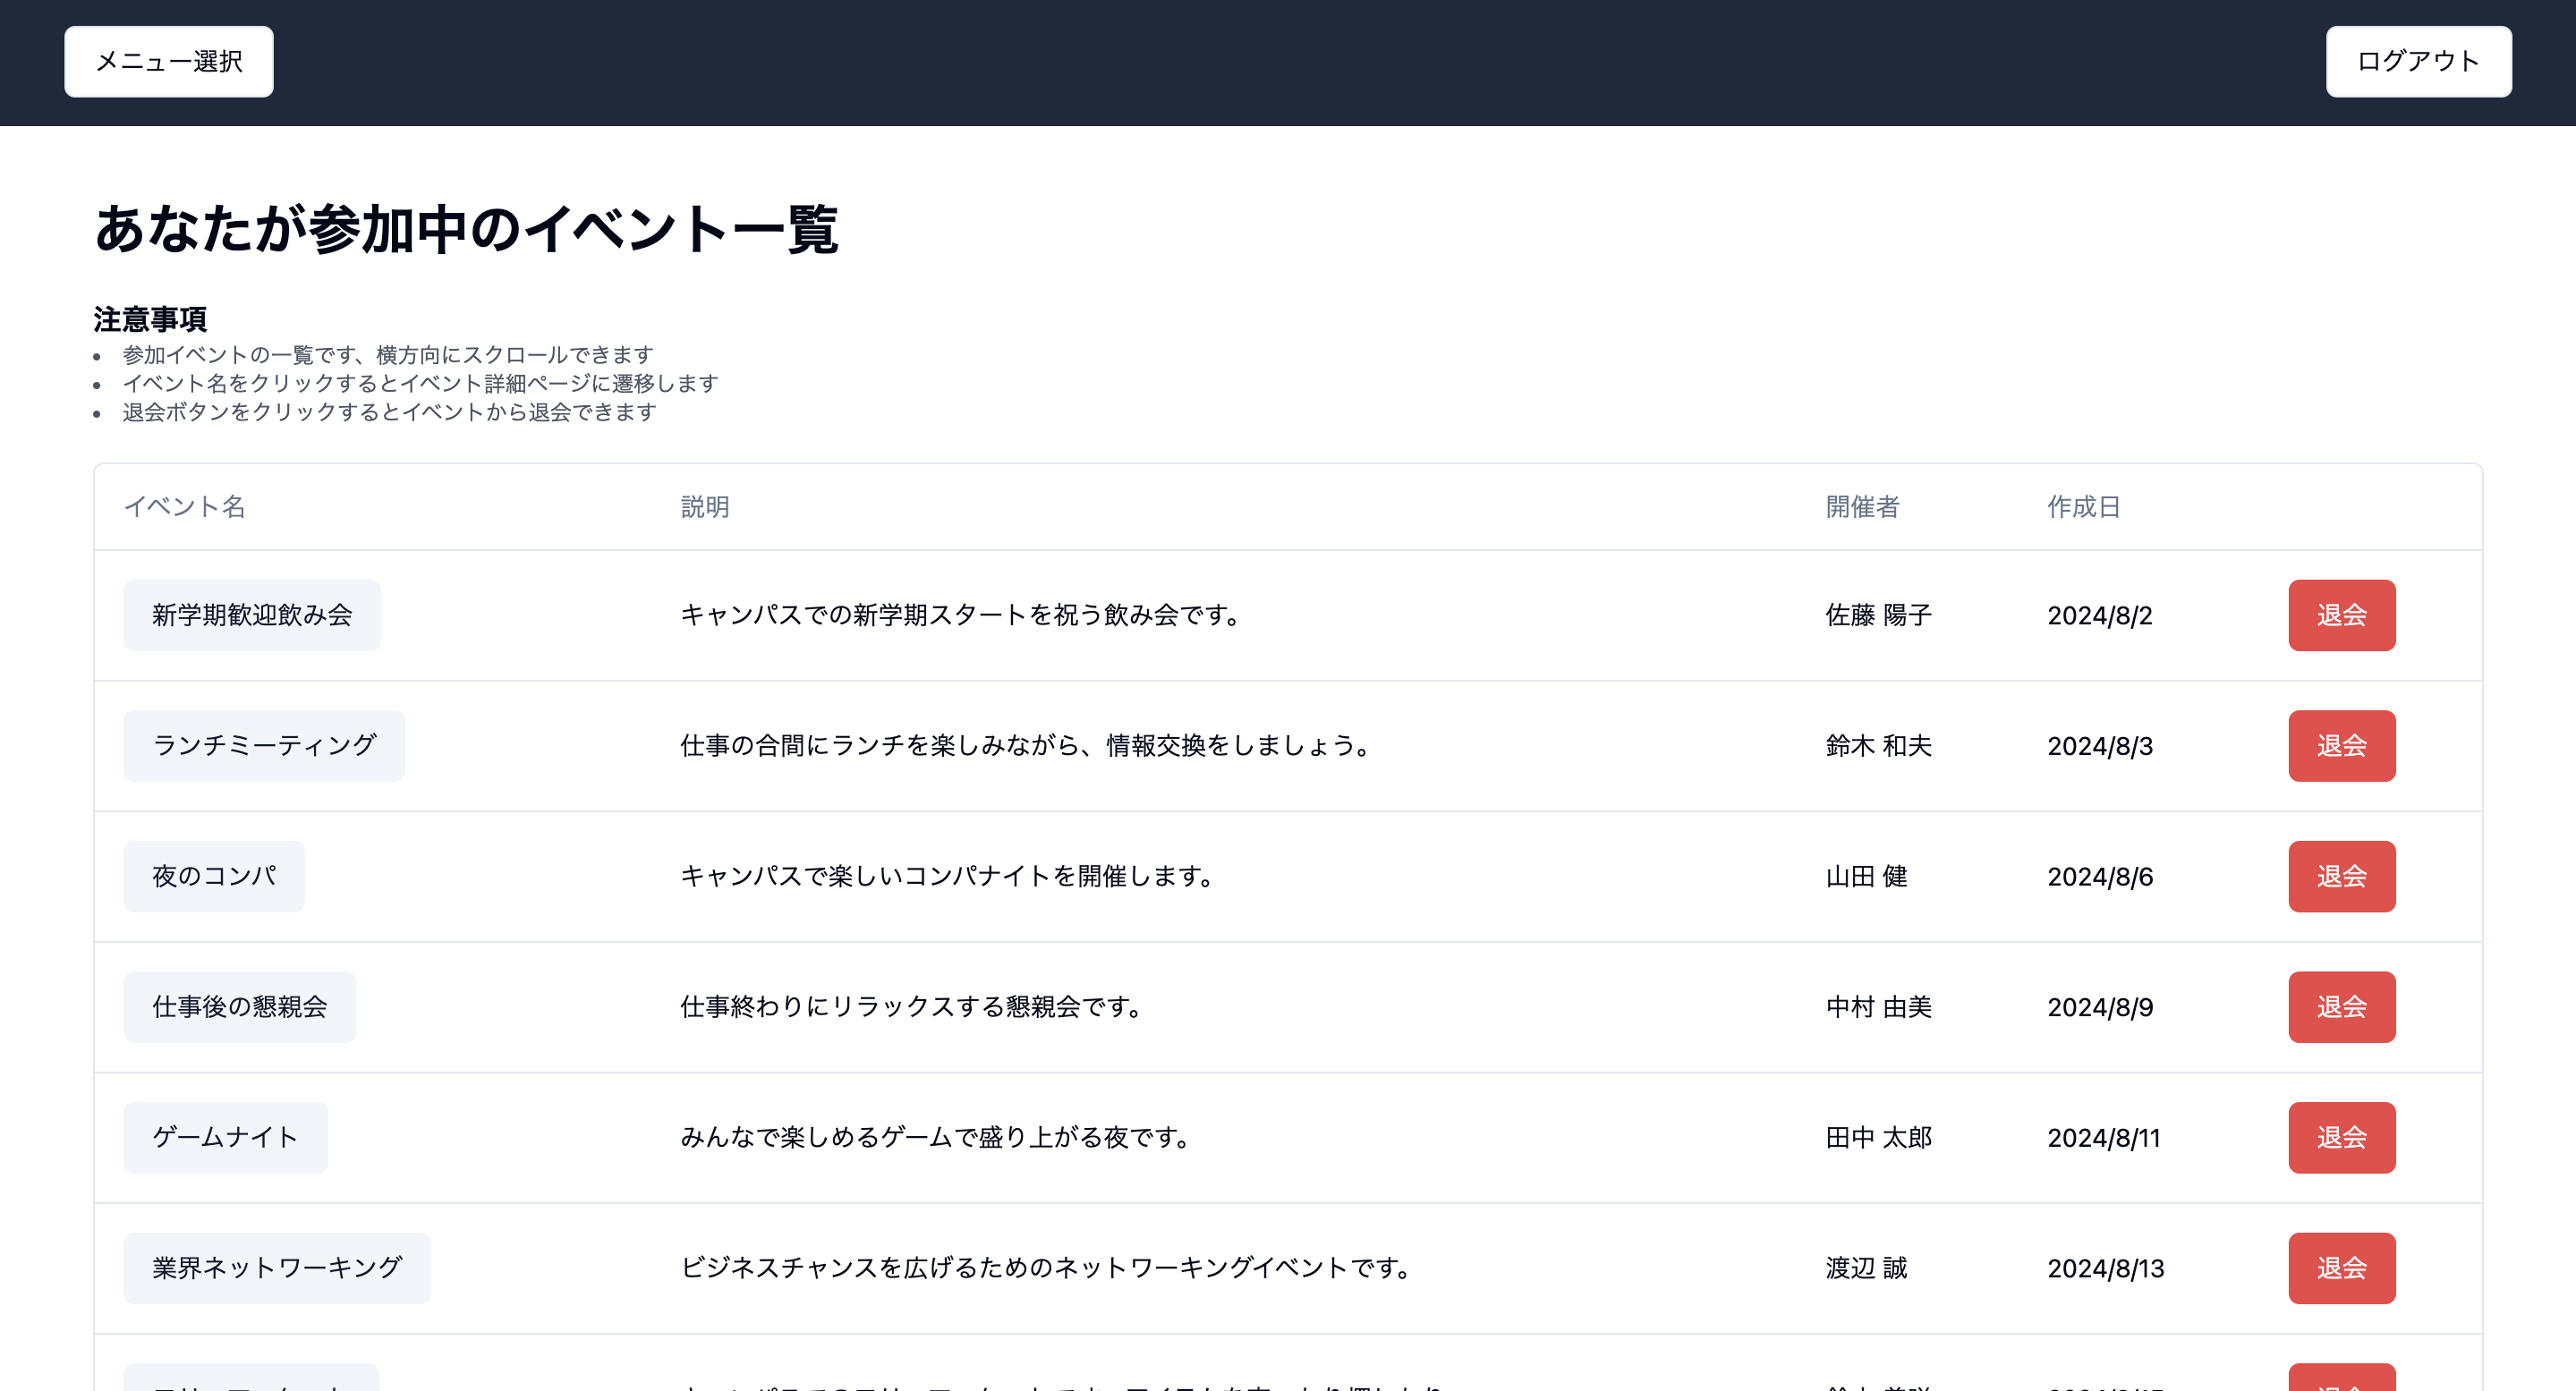 メニュー選択 ログアウト
あなたが参加中のイベント一覧
注意事項
• 参加イベントの一覧です、横方向にスクロールできます
• イベント名をクリックするとイベント詳細ページに遷移します
• 退会ボタンをクリックするとイベントから退会できます
イベント名 説明 開催者 作成日
新学期歓迎飲み会 キャンパスでの新学期スタートを祝う飲み会です。 佐藤 陽子 2024/8/2 退会
ランチミーティング 仕事の合間にランチを楽しみながら、情報交換をしましょう。 鈴木 和夫 2024/8/3 退会
夜のコンパ キャンパスで楽しいコンパナイトを開催します。 山田 健 2024/8/6 退会
仕事後の懇親会 仕事終わりにリラックスする懇親会です。 中村 由美 2024/8/9 退会
ゲームナイト みんなで楽しめるゲームで盛り上がる夜です。 田中 太郎 2024/8/11 退会
業界ネットワーキング ビジネスチャンスを広げるためのネットワーキングイベントです。 渡辺 誠 2024/8/13 退会